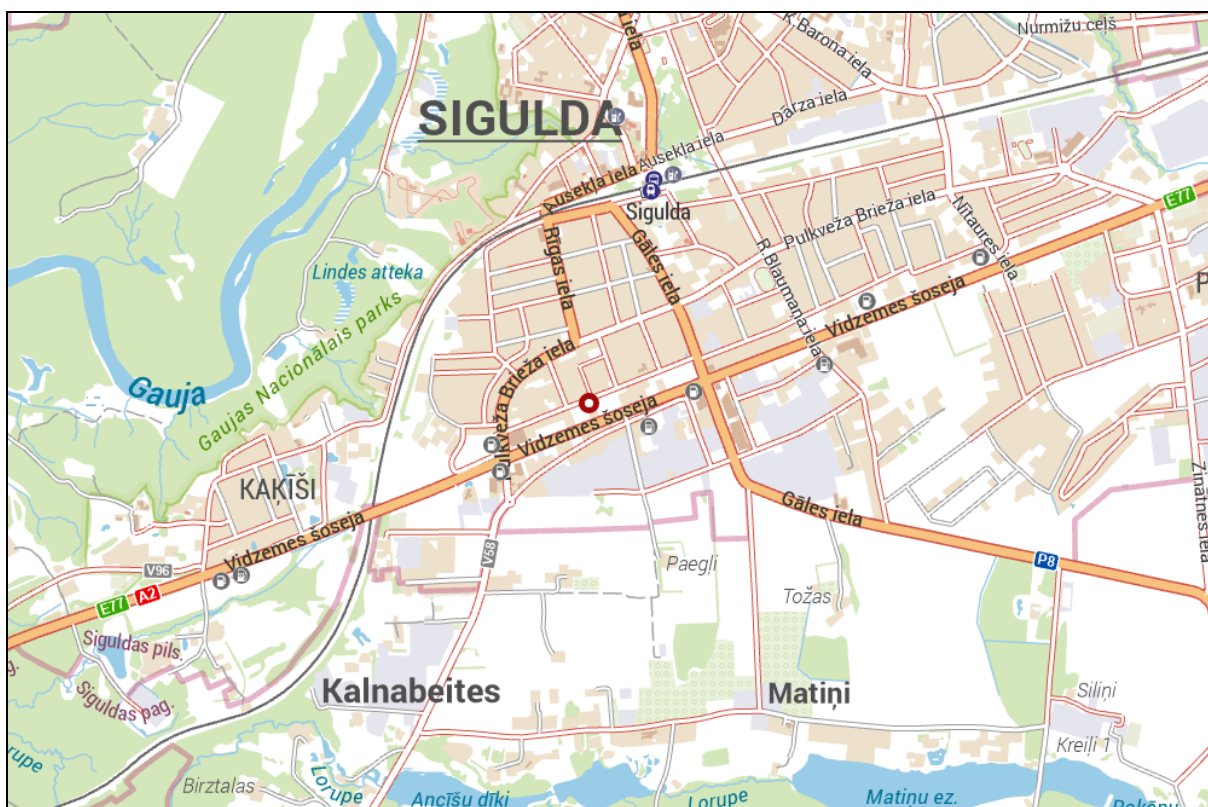 Nurmižu ceļš
K.Barona iela
iela
SIGULDA
Dārza iela
Ausekļa iela
Ausekļa iela
Sigulda
Pulkveža Brieža iela
Nītaures iela
E77
Rīgas iela
Gāles iela
R.Blaumaņa iela
Lindes atteka
Vidzemes šoseja
Gaujas Nacionālais parks
Gauja
Pulkveža Brieža iela
Vidzemes šoseja
KAĶĪŠI
Zinātnes iela
Gāles iela
Vidzemes šoseja
V58
Paegļi
P8
V96
Tožas
E77
A2
Siguldas pils.
Siguldas pag.
Kalnabeites
Matiņi
Siliņi
Kreiļi 1
Birztalas
Lorupe
Ancīšu dīķi
Lorupe
Matiņu ez.